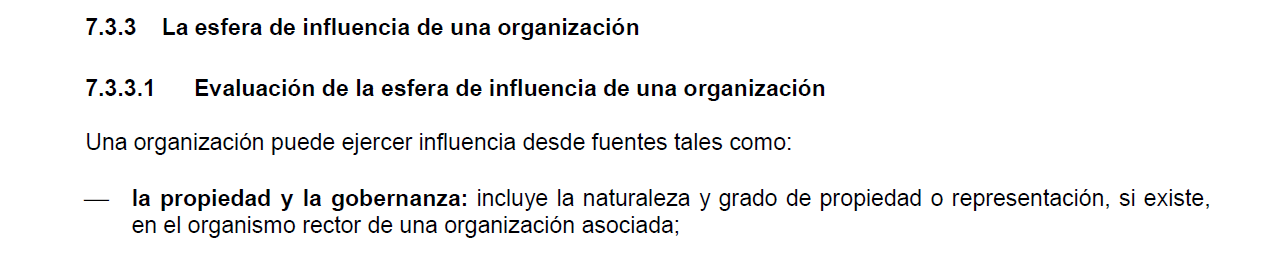 7.3.3 La esfera de influencia de una organización
7.3.3.1 Evaluación de la esfera de influencia de una organización
Una organización puede ejercer influencia desde fuentes tales como:
— la propiedad y la gobernanza: incluye la naturaleza y grado de propiedad o representación, si existe,
en el organismo rector de una organización asociada;